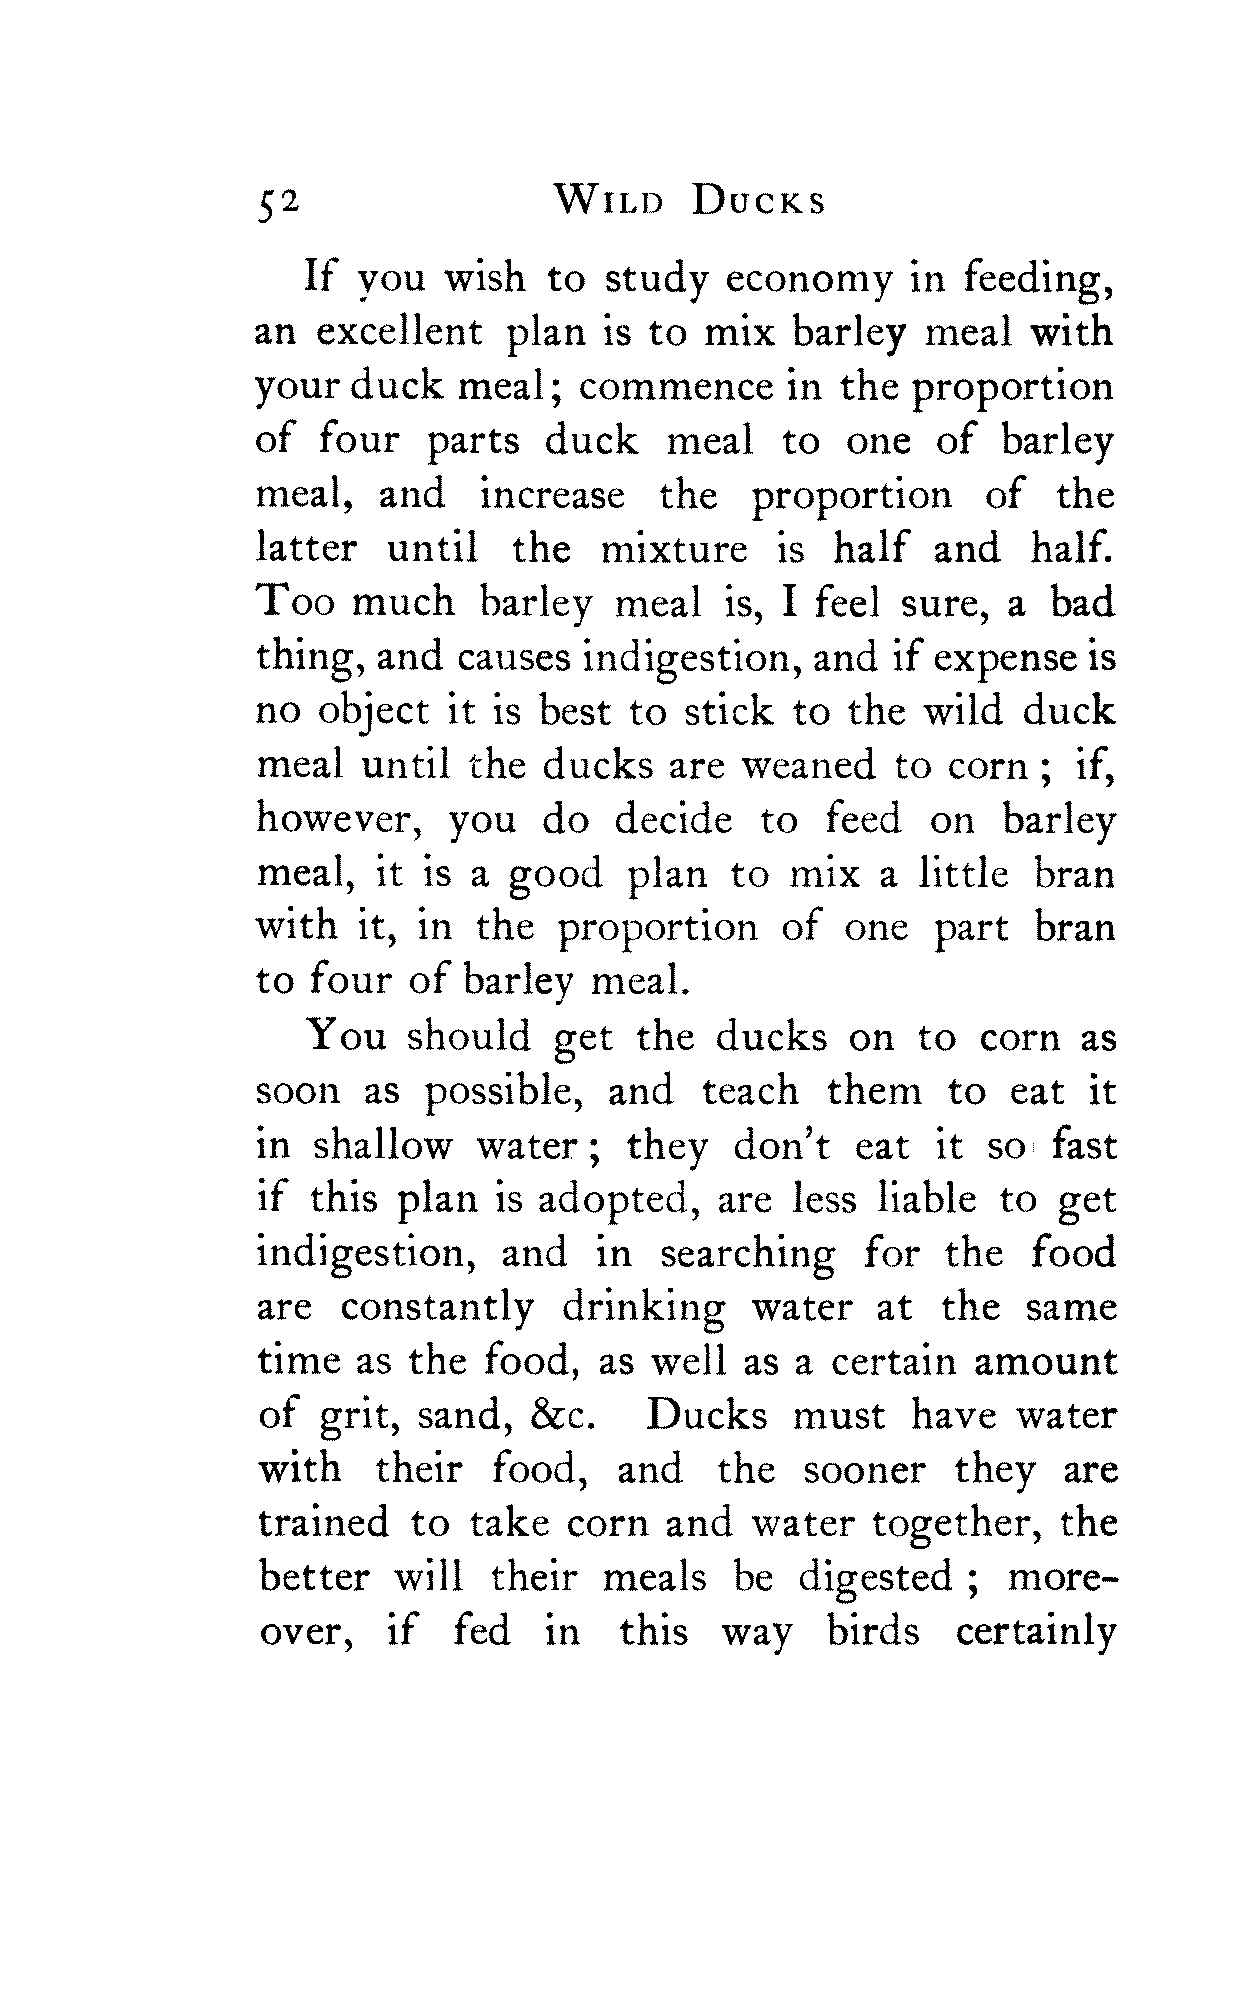 52 Wild Ducks
If you wish to study economy in feeding,
an excellent plan is to mix barley meal with
your duck meal; commence in the proportion
of four parts duck meal to one of barley
meal, and increase the proportion of the
latter until the mixture is half and half.
Too much barley meal is, I feel sure, a bad
thing, and causes indigestion, and if expense is
no object it is best to stick to the wild duck
meal until the ducks are weaned to corn ; if,
however, you do decide to feed on barley
meal, it is a good plan to mix a little bran
with it, in the proportion of one part bran
to four of barley meal.
You should get the ducks on to corn as
soon as possible, and teach them to eat it
in shallow water ; they don't eat it so fast
if this plan is adopted, are less liable to get
indigestion, and in searching for the food
are constantly drinking water at the same
time as the food, as well as a certain amount
of grit, sand, &c. Ducks must have water
with their food, and the sooner they are
trained to take corn and water together, the
better will their meals be digested ; more-
over, if fed in this way birds certainly